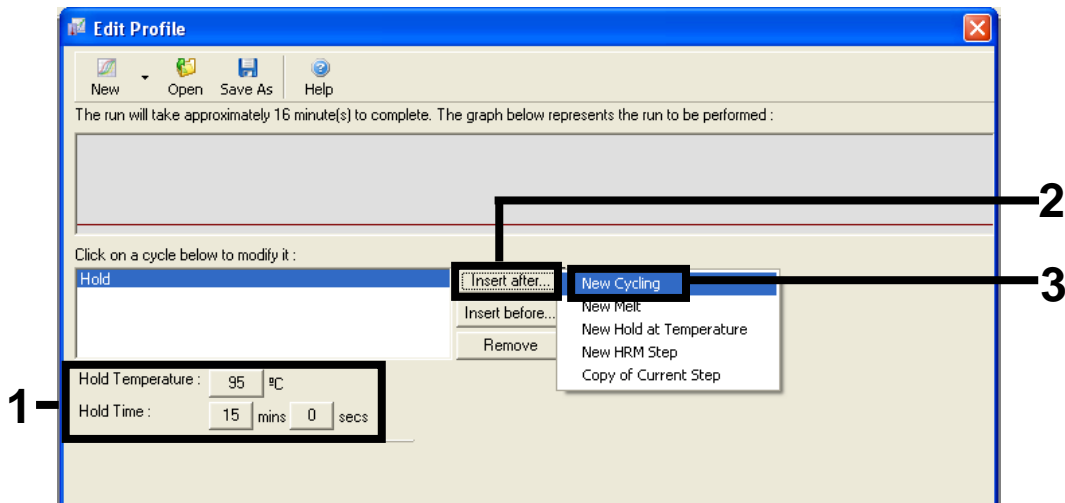 Edit Profile
New Open Save As Help
The run will take approximately 16 minute(s) to complete. The graph below represents the run to be performed :
2
Click on a cycle below to modify it :
Hold
Insert after...
New Cycling
3
Insert before...
New Melt
New Hold at Temperature
Remove
New HRM Step
Copy of Current Step
1
Hold Temperature : 95 ºC
Hold Time : 15 mins 0 secs